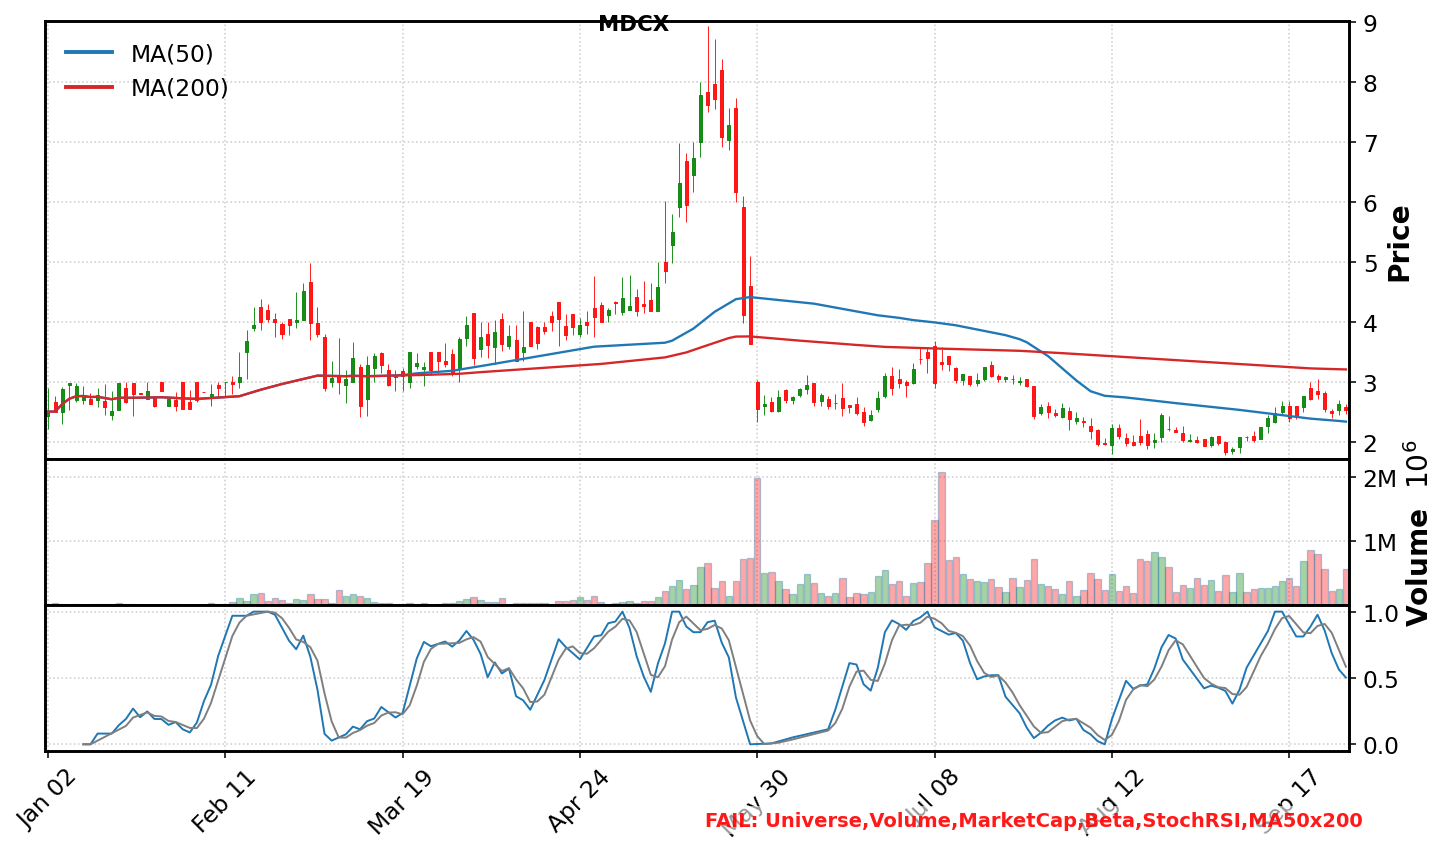 MDCX
MA(50)
MA(200)
9
8
7
6
5
4
3
2
Price
2M
1M
Volume 10^6
1.0
0.5
0.0
Jan 02
Feb 11
Mar 19
Apr 24
May 30
Jul 08
Aug 12
Sep 17
FAIL: Universe,Volume,MarketCap,Beta,StochRSI,MA50x200